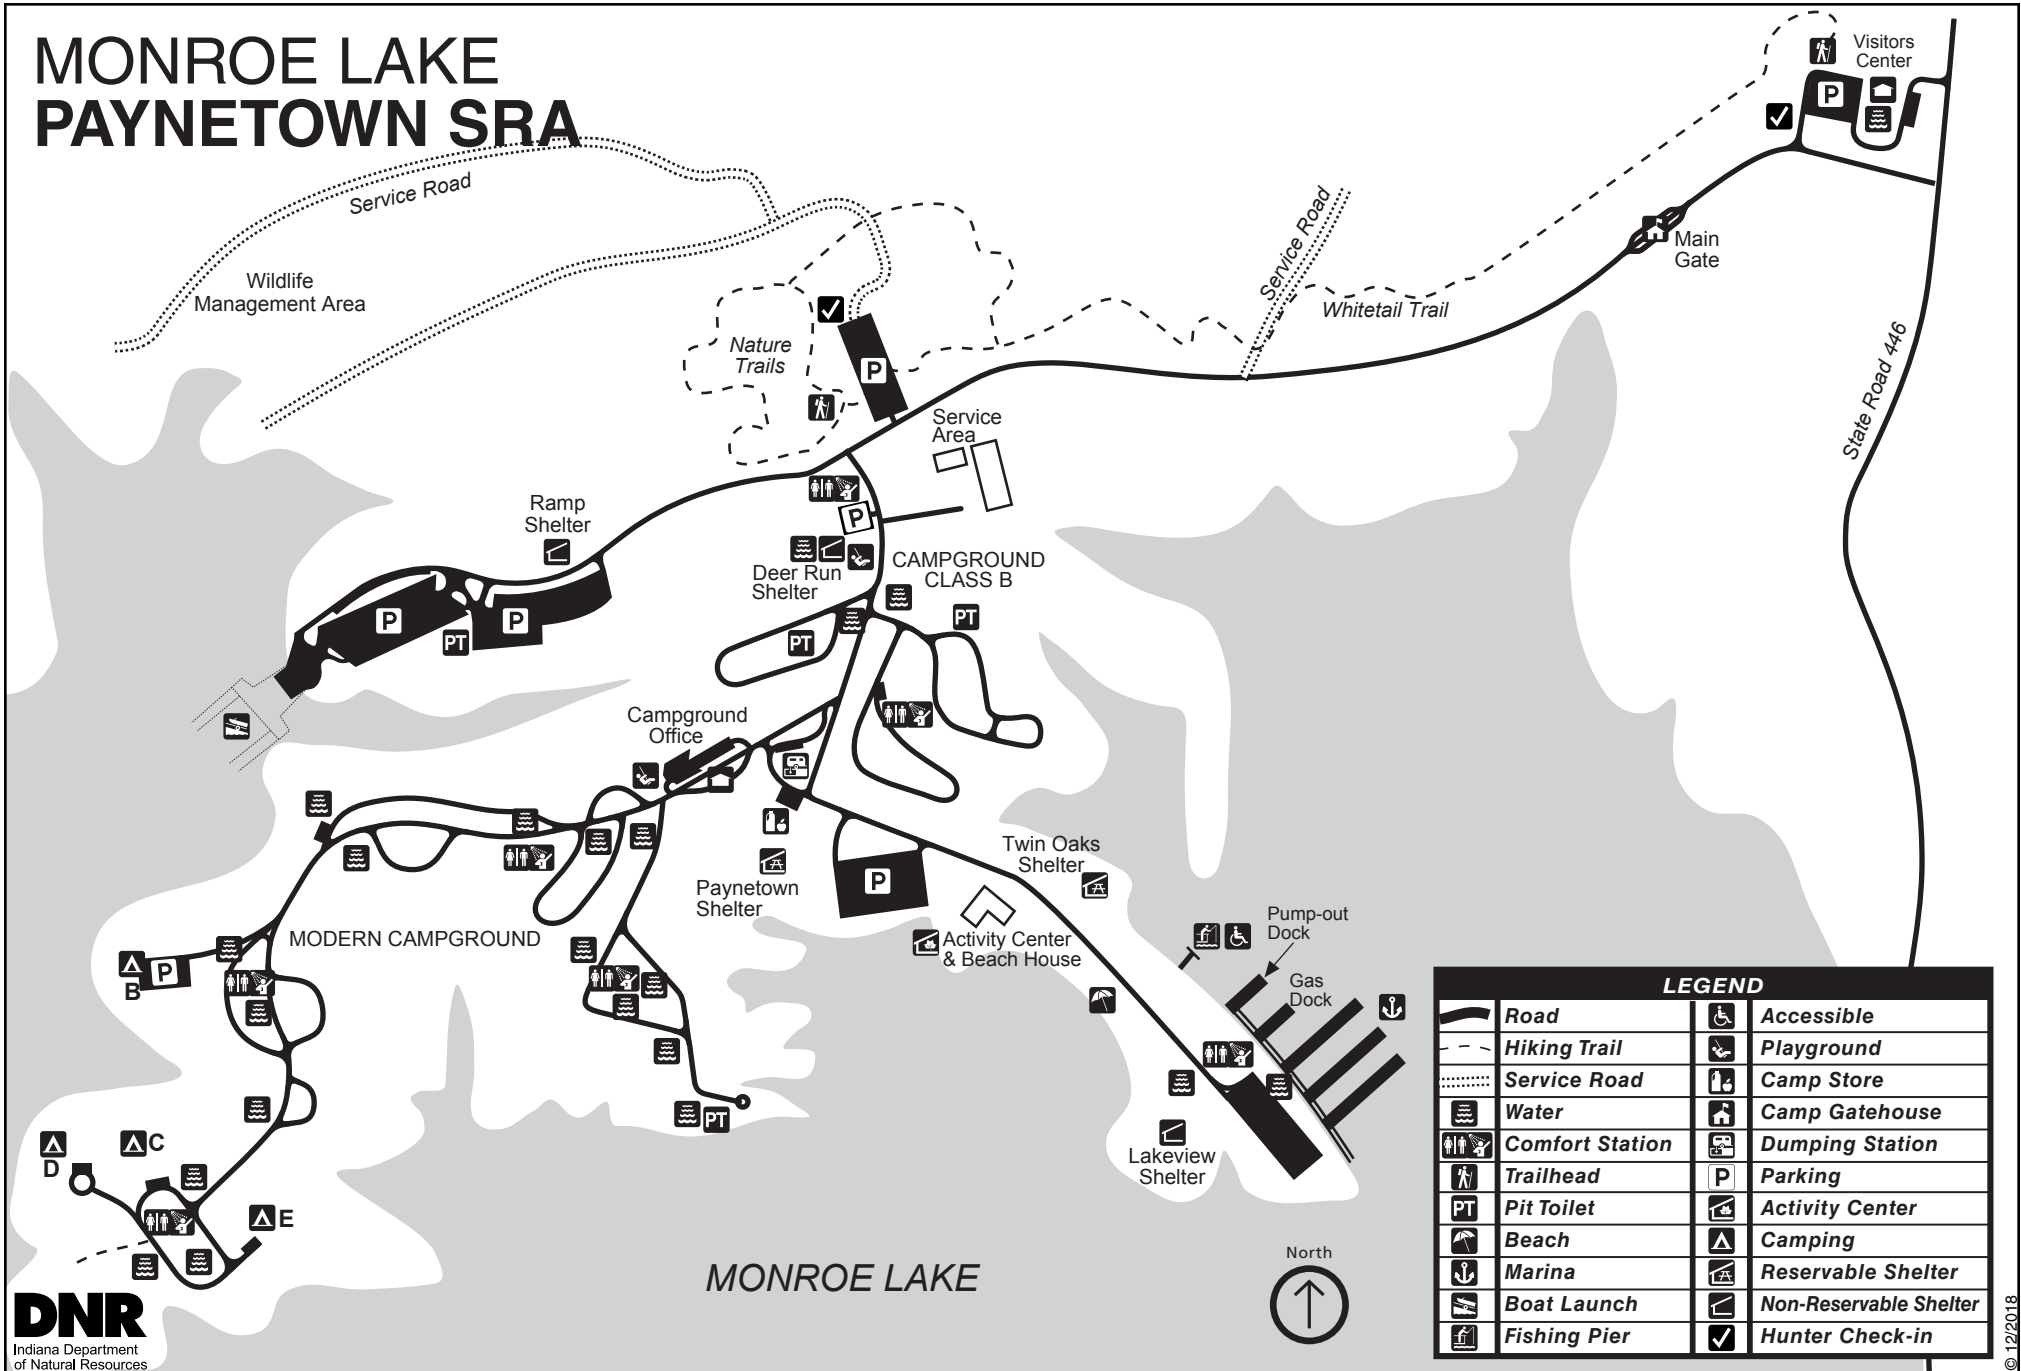 MONROE LAKE
PAYNETOWN SRA
Visitors
Center
P
Service Road
Service Road
Main
Gate
Wildlife
Management Area
Whitetail Trail
Nature
Trails
P
State Road 446
Service
Area
Ramp
Shelter
P
Deer Run
Shelter
CAMPGROUND
CLASS B
PT
P
P
PT
PT
Campground
Office
Twin Oaks
Shelter
P
Paynetown
Shelter
Pump-out
Dock
MODERN CAMPGROUND
Activity Center
& Beach House
P
B
Gas
Dock
PT
C
D
Lakeview
Shelter
E
MONROE LAKE
North
LEGEND
Road
Accessible
Hiking Trail
Playground
Service Road
Camp Store
Water
Camp Gatehouse
Comfort Station
Dumping Station
Trailhead
P
Parking
PT
Pit Toilet
Activity Center
Beach
Camping
Marina
Reservable Shelter
Boat Launch
Non-Reservable Shelter
Fishing Pier
Hunter Check-in
DNR
Indiana Department
of Natural Resources
© 12/2018